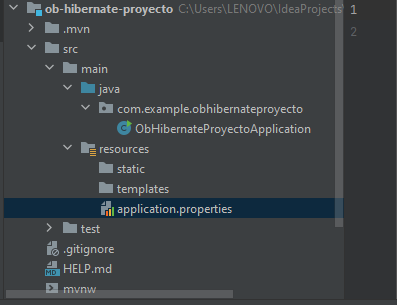 ob-hibernate-proyecto C:\Users\LENOVO\IdeaProjects\
.mvn
src
main
java
com.example.obhibernateproyecto
ObHibernateProyectoApplication
resources
static
templates
application.properties
test
.gitignore
HELP.md
mvnw
1
2